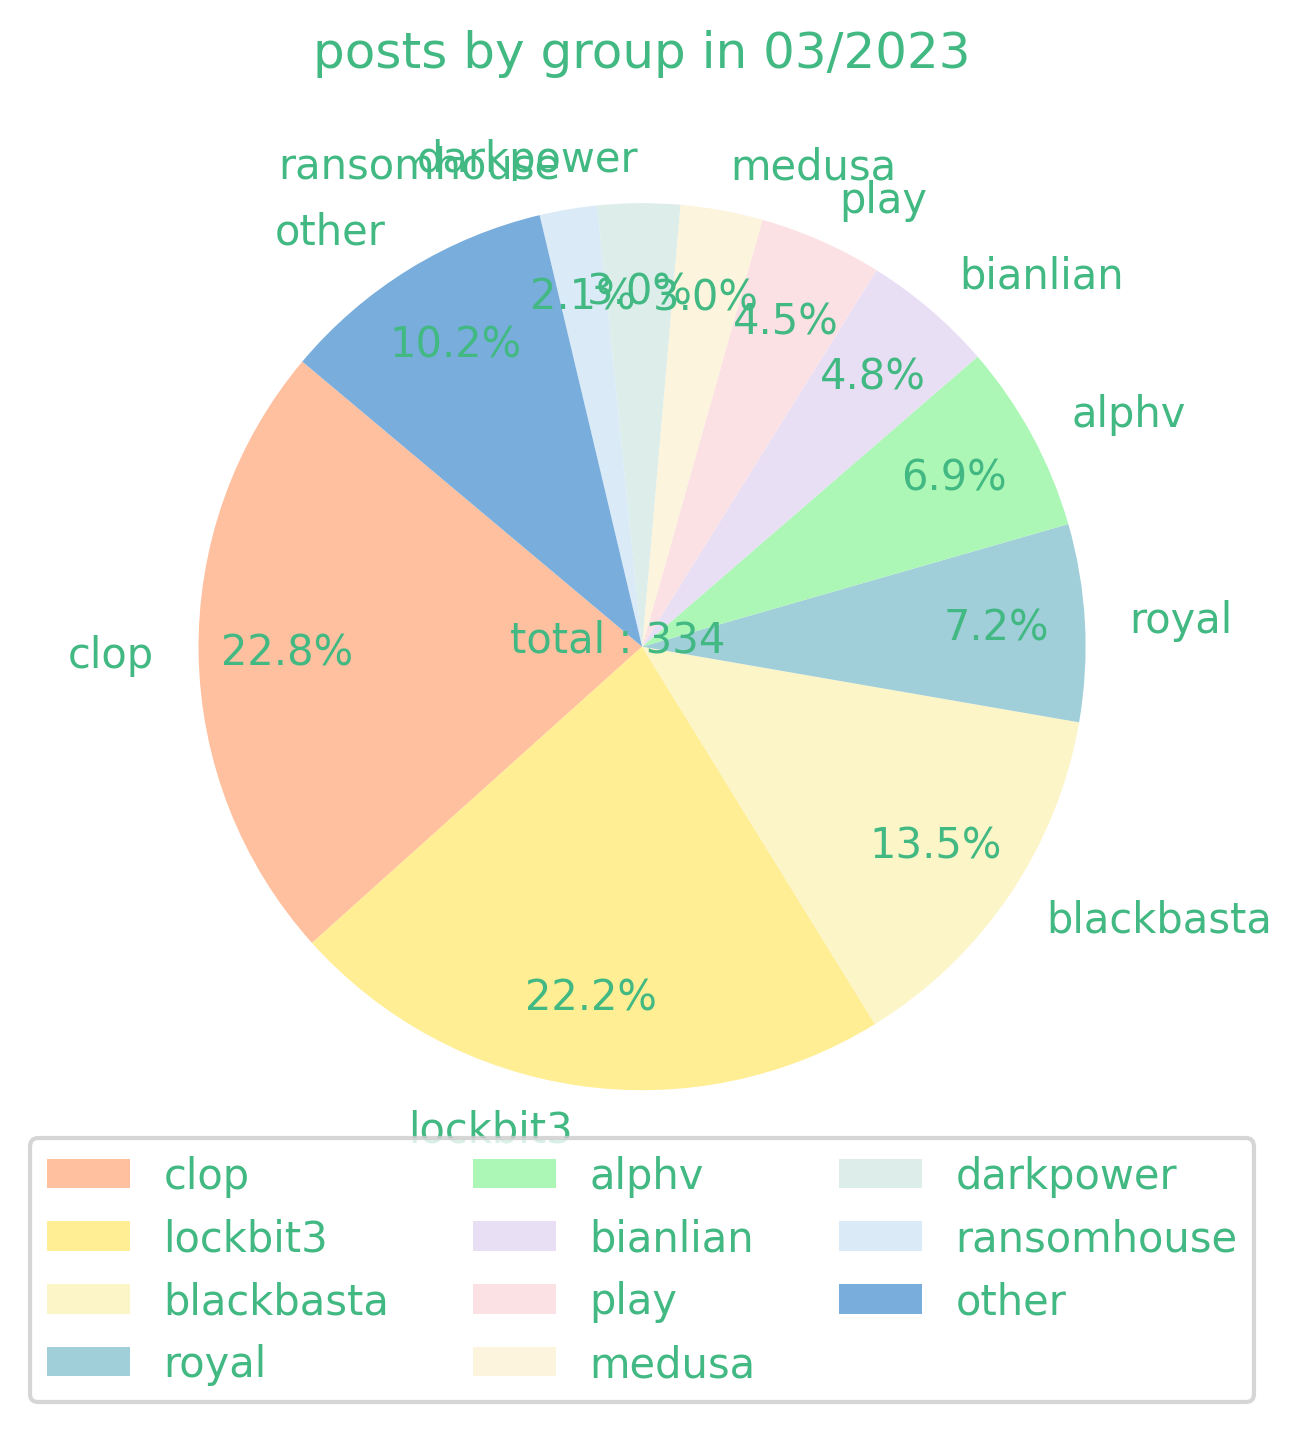 posts by group in 03/2023
darkpower
ransomhouse
medusa
play
other
bianlian
alphv
royal
clop
blackbasta
lockbit3
2.1%
3.0%
3.0%
4.5%
10.2%
4.8%
6.9%
7.2%
total : 334
22.8%
13.5%
22.2%
clop
lockbit3
blackbasta
royal
alphv
bianlian
play
medusa
darkpower
ransomhouse
other